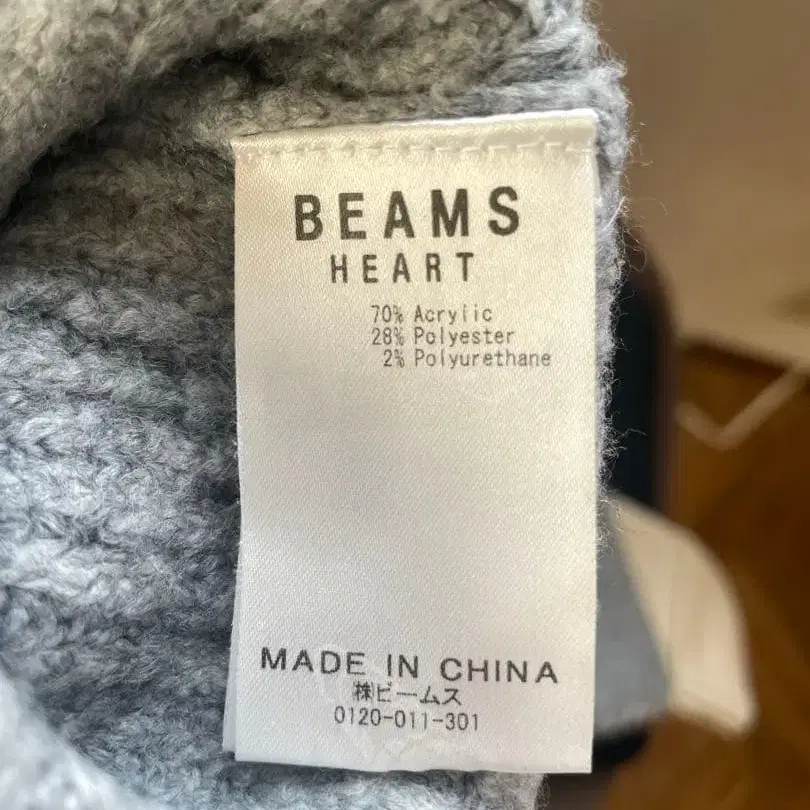 BEAMS
HEART
70% Acrylic
28% Polyester
2% Polyurethane
MADE IN CHINA
㈱ビームス
0120-011-301